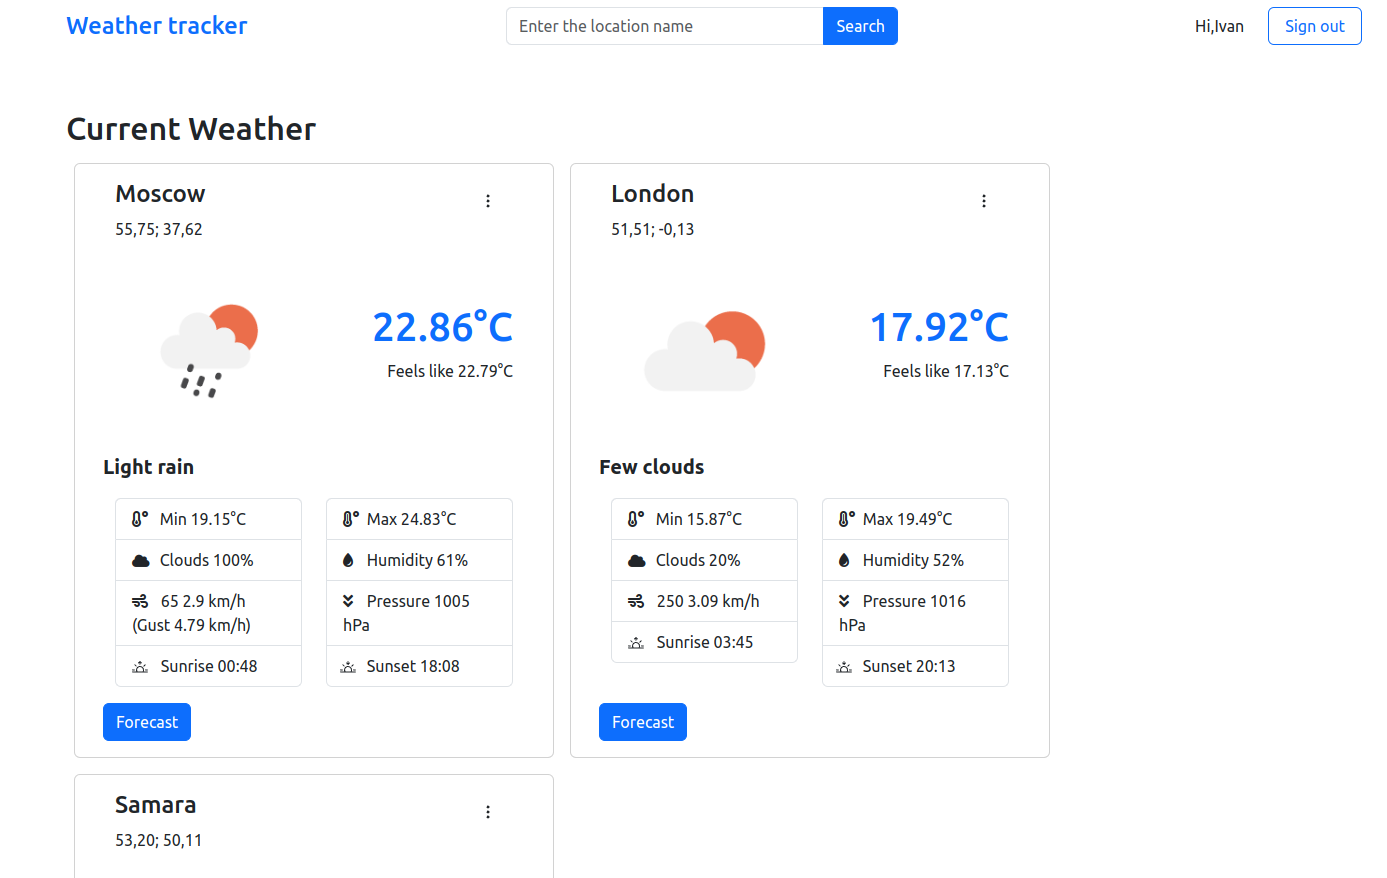 Weather tracker
Enter the location name
Search
Hi,Ivan
Sign out
Current Weather
Moscow
55,75; 37,62
22.86°C
Feels like 22.79°C
Light rain
Min 19.15°C
Clouds 100%
65 2.9 km/h
(Gust 4.79 km/h)
Sunrise 00:48
Max 24.83°C
Humidity 61%
Pressure 1005
hPa
Sunset 18:08
Forecast
London
51,51; -0,13
17.92°C
Feels like 17.13°C
Few clouds
Min 15.87°C
Clouds 20%
250 3.09 km/h
Sunrise 03:45
Max 19.49°C
Humidity 52%
Pressure 1016
hPa
Sunset 20:13
Forecast
Samara
53,20; 50,11